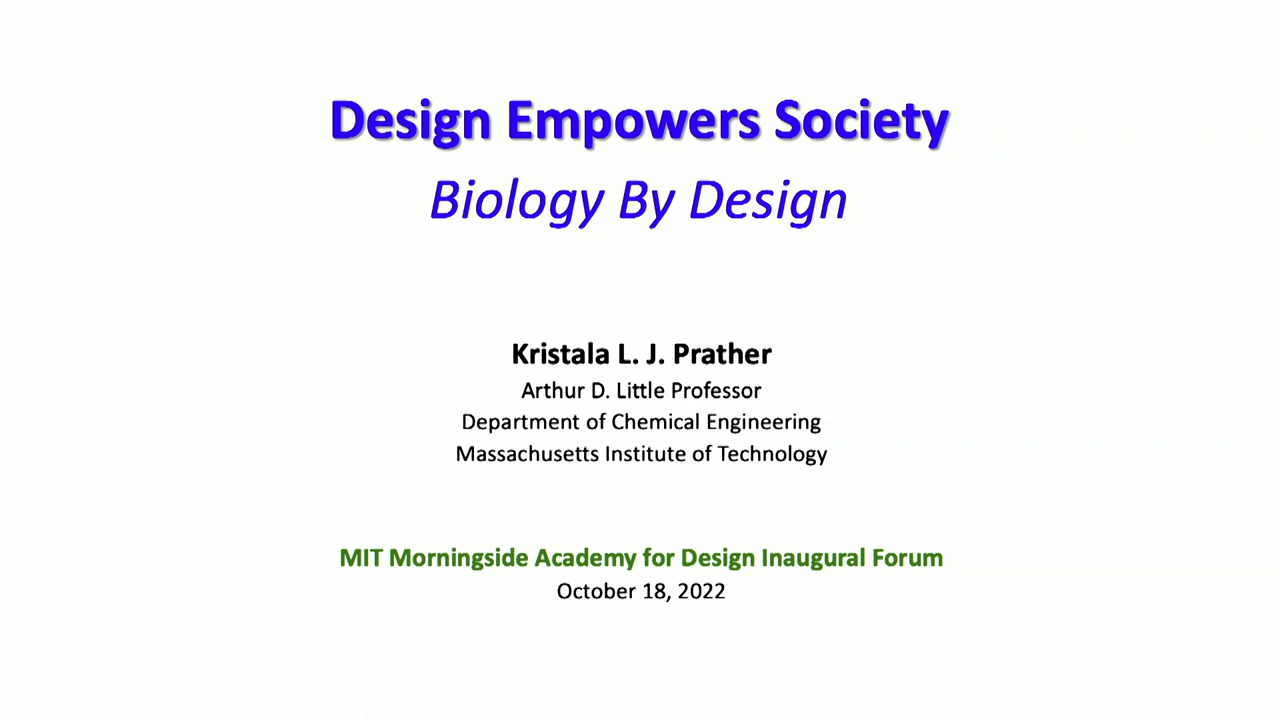 Design Empowers Society
Biology By Design
Kristala L. J. Prather
Arthur D. Little Professor
Department of Chemical Engineering
Massachusetts Institute of Technology
MIT Morningside Academy for Design Inaugural Forum
October 18, 2022